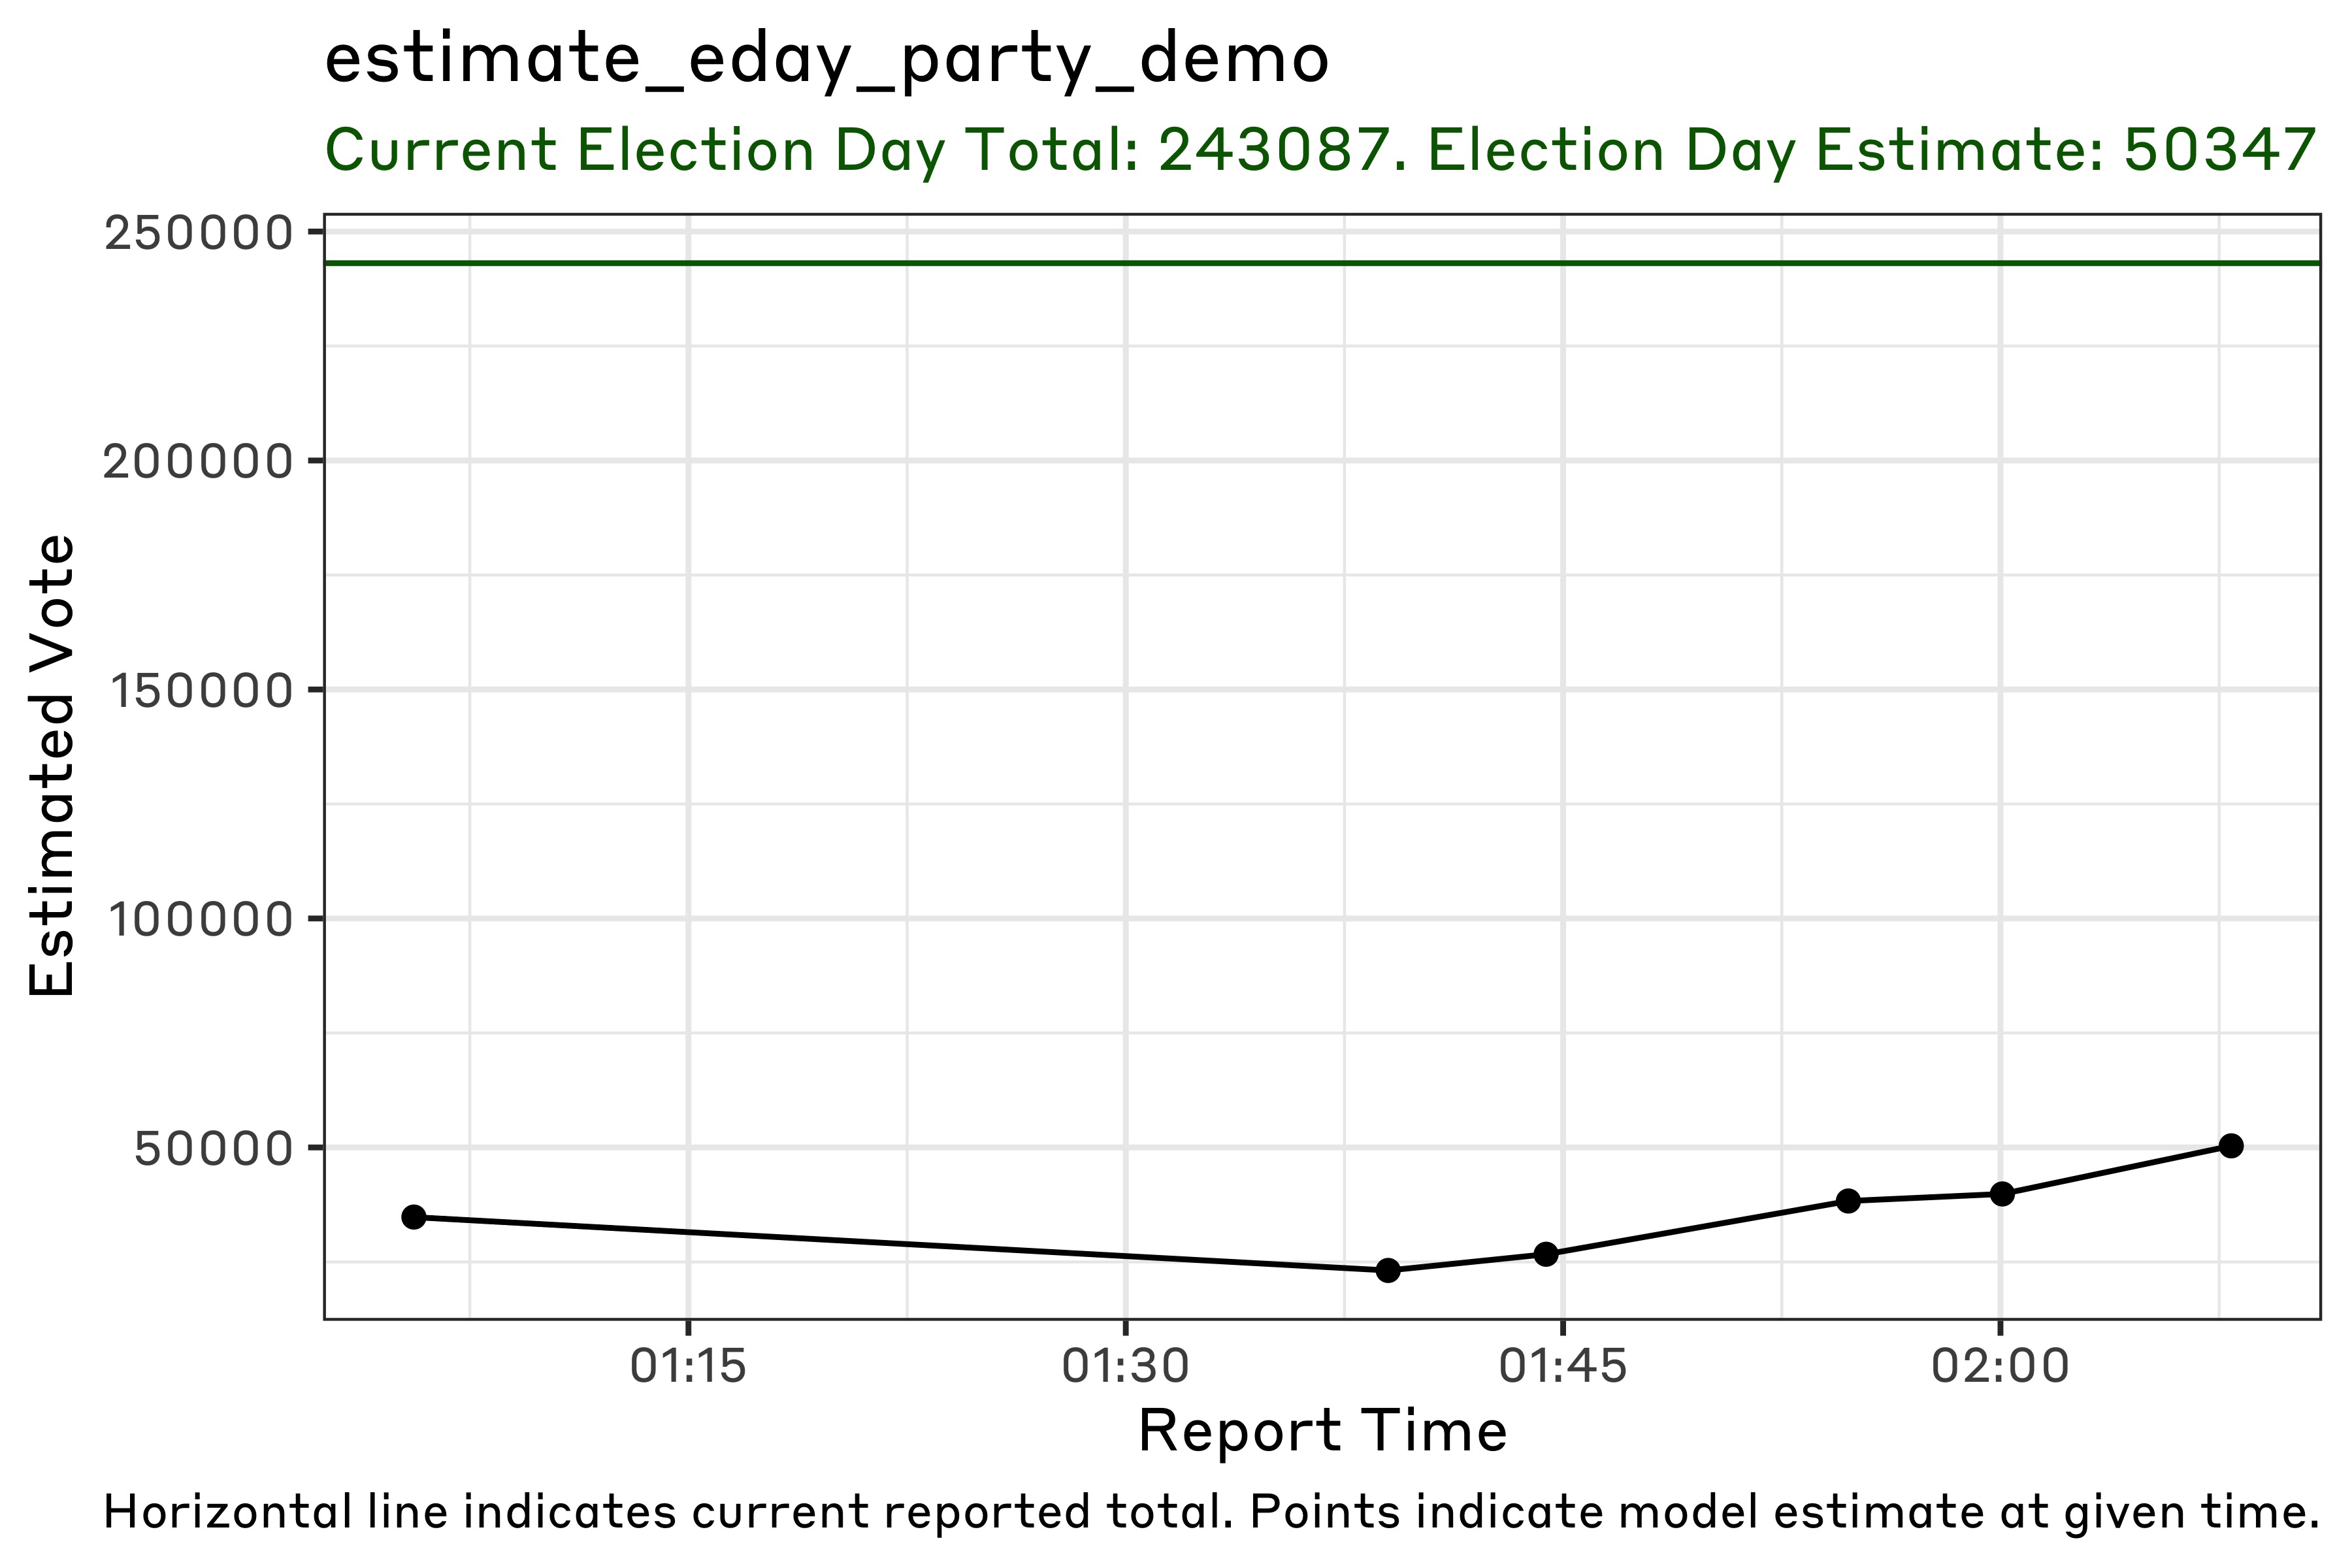 estimate_eday_party_demo
Current Election Day Total: 243087. Election Day Estimate: 50347
250000
200000
150000
100000
50000
Estimated Vote
01:15 01:30 01:45 02:00
Report Time
Horizontal line indicates current reported total. Points indicate model estimate at given time.